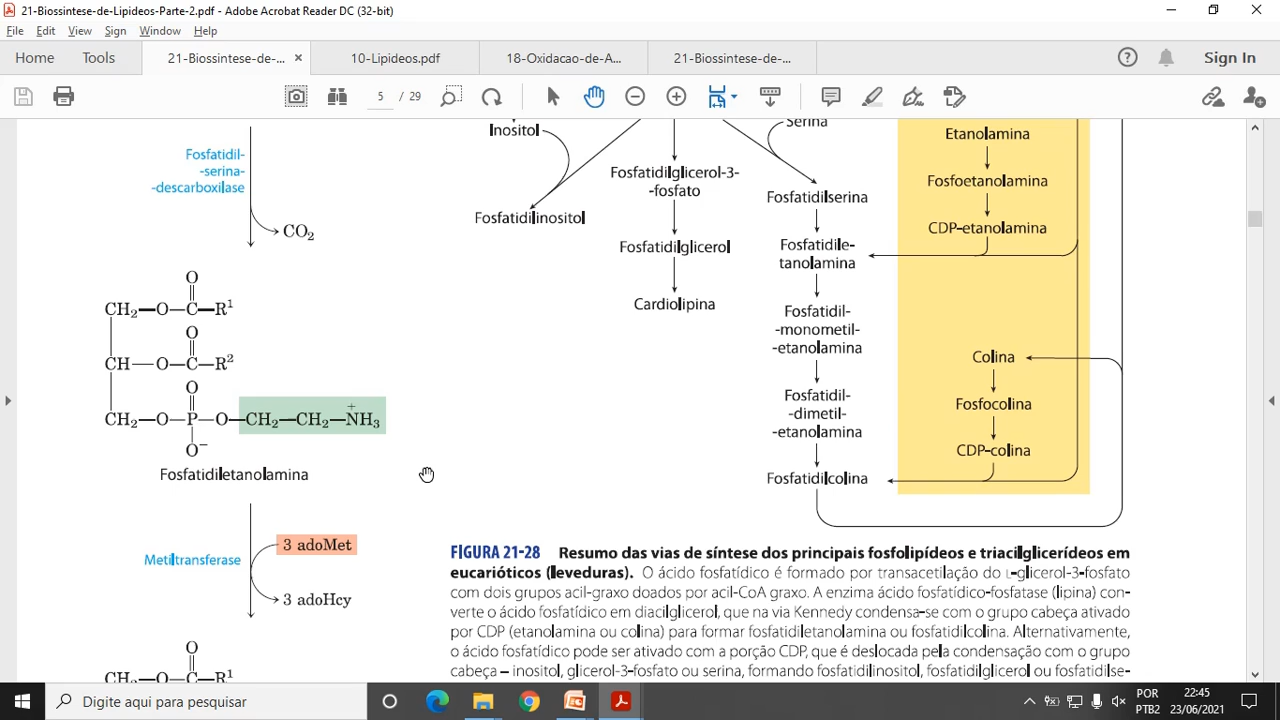 21-Biossintese-de-Lipideos-Parte-2.pdf - Adobe Acrobat Reader DC (32-bit)
File Edit View Sign Window Help
Home Tools 21-Biossintese-de-... × 10-Lipideos.pdf 18-Oxidacao-de-A... 21-Biossintese-de-... Sign In
5 / 29
Fosfatidil-
-serina-
-descarboxilase
CO2
O
CH2—O—C—R1
O
CH—O—C—R2
O
CH2—O—P—O—CH2—CH2—N+H3
O−
Fosfatidiletanolamina
Metiltransferase
3 adoMet
3 adoHcy
O
CH2—O—C—R1
Inositol
Fosfatidilinositol
Fosfatidilglicerol-3-
-fosfato
Fosfatidilglicerol
Cardiolipina
Serina
Fosfatidilserina
Fosfatidile-
tanolamina
Fosfatidil-
-monometil-
-etanolamina
Fosfatidil-
-dimetil-
-etanolamina
Fosfatidilcolina
Etanolamina
Fosfoetanolamina
CDP-etanolamina
Colina
Fosfocolina
CDP-colina
FIGURA 21-28 Resumo das vias de síntese dos principais fosfolipídeos e triacilglicerídeos em
eucarióticos (leveduras). O ácido fosfatídico é formado por transacetilação do L-glicerol-3-fosfato
com dois grupos acil-graxo doados por acil-CoA graxo. A enzima ácido fosfatídico-fosfatase (lipina) con-
verte o ácido fosfatídico em diacilglicerol, que na via Kennedy condensa-se com o grupo cabeça ativado
por CDP (etanolamina ou colina) para formar fosfatidiletanolamina ou fosfatidilcolina. Alternativamente,
o ácido fosfatídico pode ser ativado com a porção CDP, que é deslocada pela condensação com o grupo
cabeça – inositol, glicerol-3-fosfato ou serina, formando fosfatidilinositol, fosfatidilglicerol ou fosfatidilse-
Digite aqui para pesquisar
POR
PTB2
22:45
23/06/2021